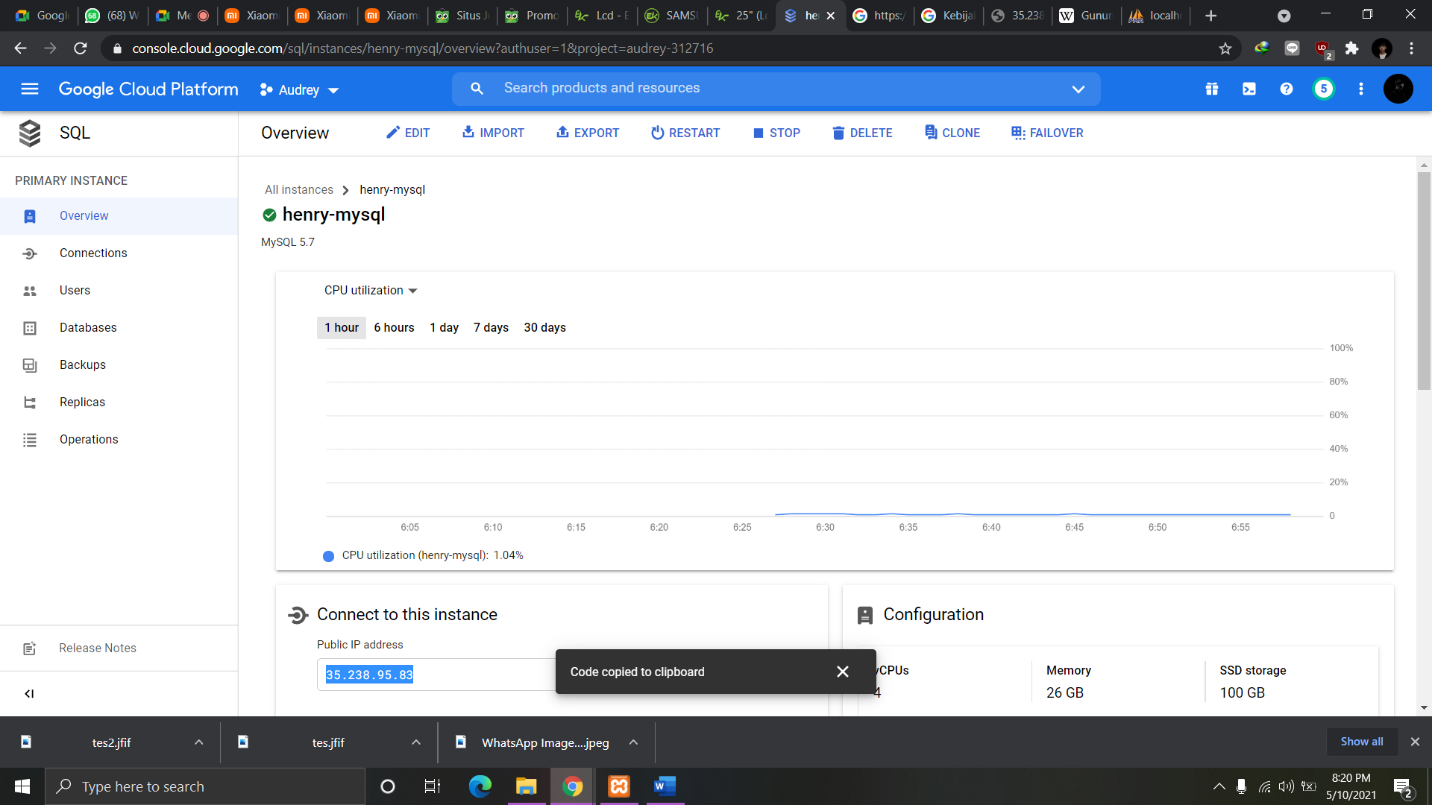 Googl
(68) W
Me
Xiaom
Xiaom
Xiaom
Situs J
Promo
Lcd - E
SAMSU
25" (Lo
he
https:/
Kebijal
35.238
Gunun
localho
console.cloud.google.com/sql/instances/henry-mysql/overview?authuser=1&project=audrey-312716
2
Google Cloud Platform
Audrey
Search products and resources
5
SQL
Overview
EDIT
IMPORT
EXPORT
RESTART
STOP
DELETE
CLONE
FAILOVER
PRIMARY INSTANCE
Overview
Connections
Users
Databases
Backups
Replicas
Operations
Release Notes
All instances
henry-mysql
henry-mysql
MySQL 5.7
CPU utilization
1 hour
6 hours
1 day
7 days
30 days
100%
80%
60%
40%
20%
0
6:05
6:10
6:15
6:20
6:25
6:30
6:35
6:40
6:45
6:50
6:55
CPU utilization (henry-mysql): 1.04%
Connect to this instance
Public IP address
35.238.95.83
Code copied to clipboard
Configuration
vCPUs
4
Memory
26 GB
SSD storage
100 GB
tes2.jfif
tes.jfif
WhatsApp Image....jpeg
Show all
Type here to search
8:20 PM
5/10/2021
2